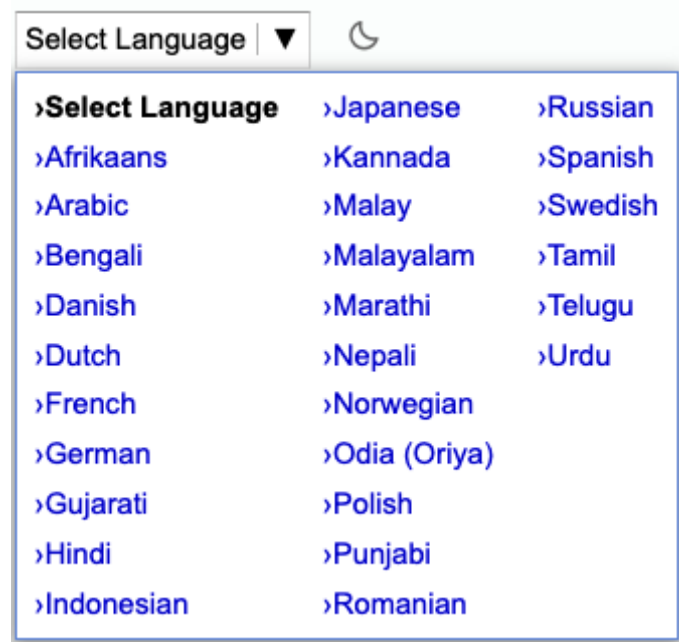 Select Language ▼
›Select Language
›Afrikaans
›Arabic
›Bengali
›Danish
›Dutch
›French
›German
›Gujarati
›Hindi
›Indonesian
›Japanese
›Kannada
›Malay
›Malayalam
›Marathi
›Nepali
›Norwegian
›Odia (Oriya)
›Polish
›Punjabi
›Romanian
›Russian
›Spanish
›Swedish
›Tamil
›Telugu
›Urdu